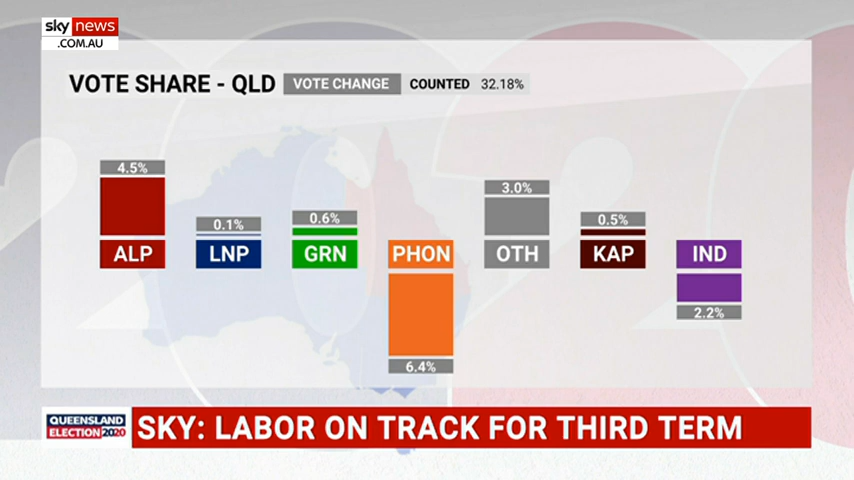 sky news
.COM.AU
VOTE SHARE - QLD VOTE CHANGE COUNTED 32.18%
4.5%
0.1%
0.6%
3.0%
0.5%
ALP LNP GRN PHON OTH KAP IND
6.4%
2.2%
QUEENSLAND
ELECTION 2020
SKY: LABOR ON TRACK FOR THIRD TERM